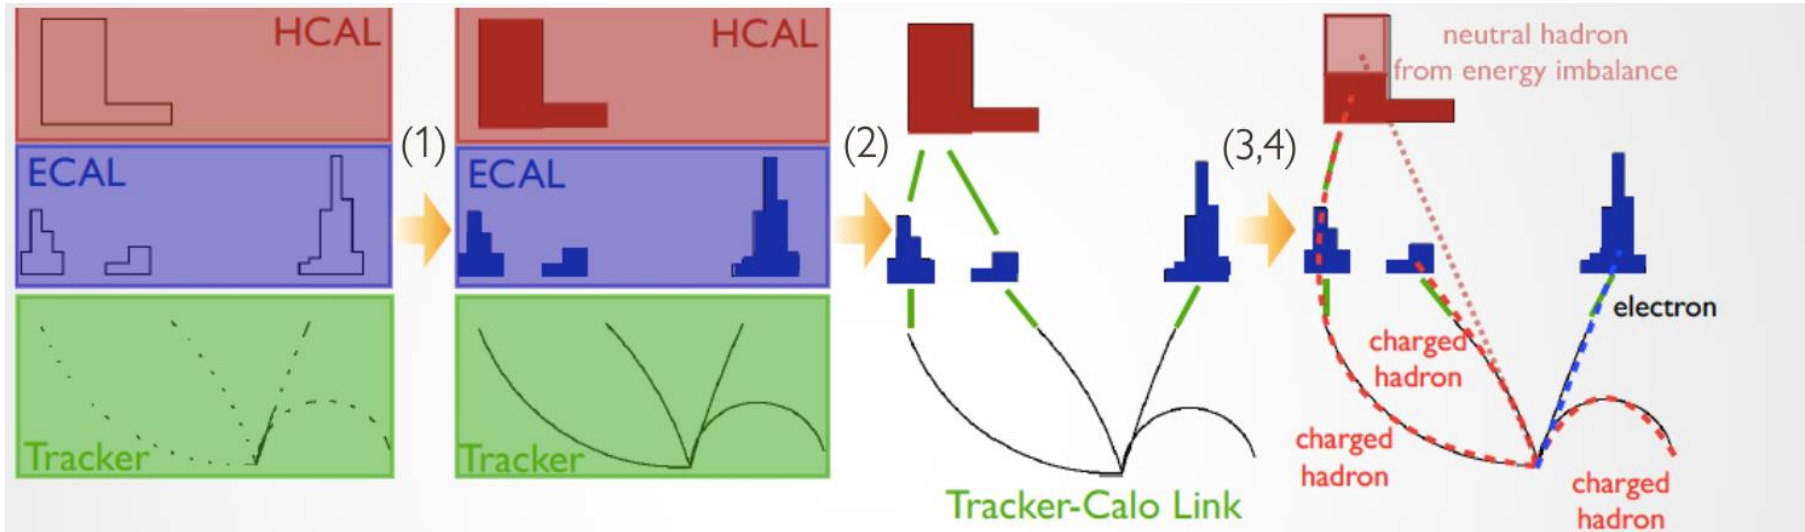 HCAL
ECAL
Tracker
(1)
HCAL
ECAL
Tracker
(2)
Tracker-Calo Link
(3,4)
neutral hadron
from energy imbalance
electron
charged
hadron
charged
hadron
charged
hadron